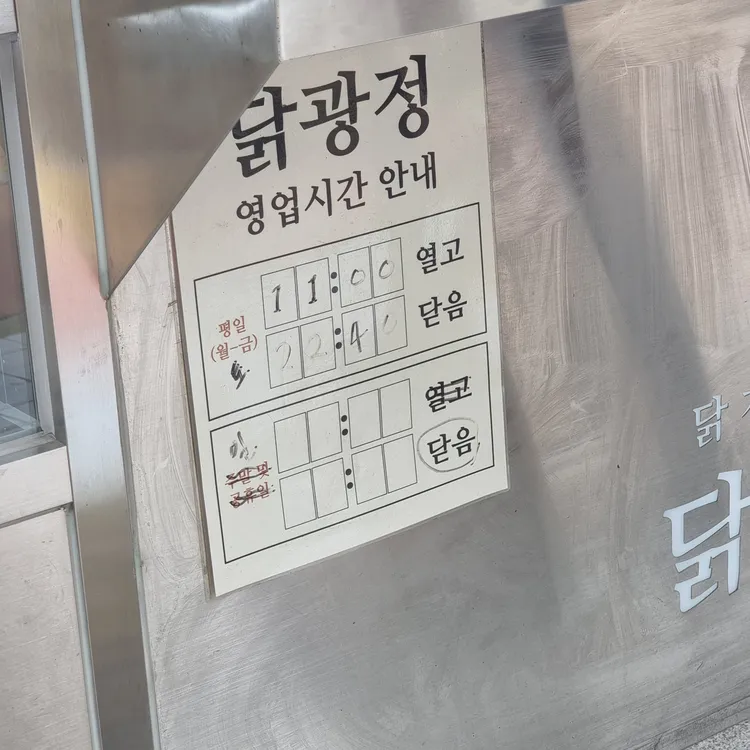 닭광정
영업시간 안내
11:00 열고
평일
(월-금)
토
22:40 닫음
일
: 열고
주말 및
공휴일
: 닫음
닭
닭